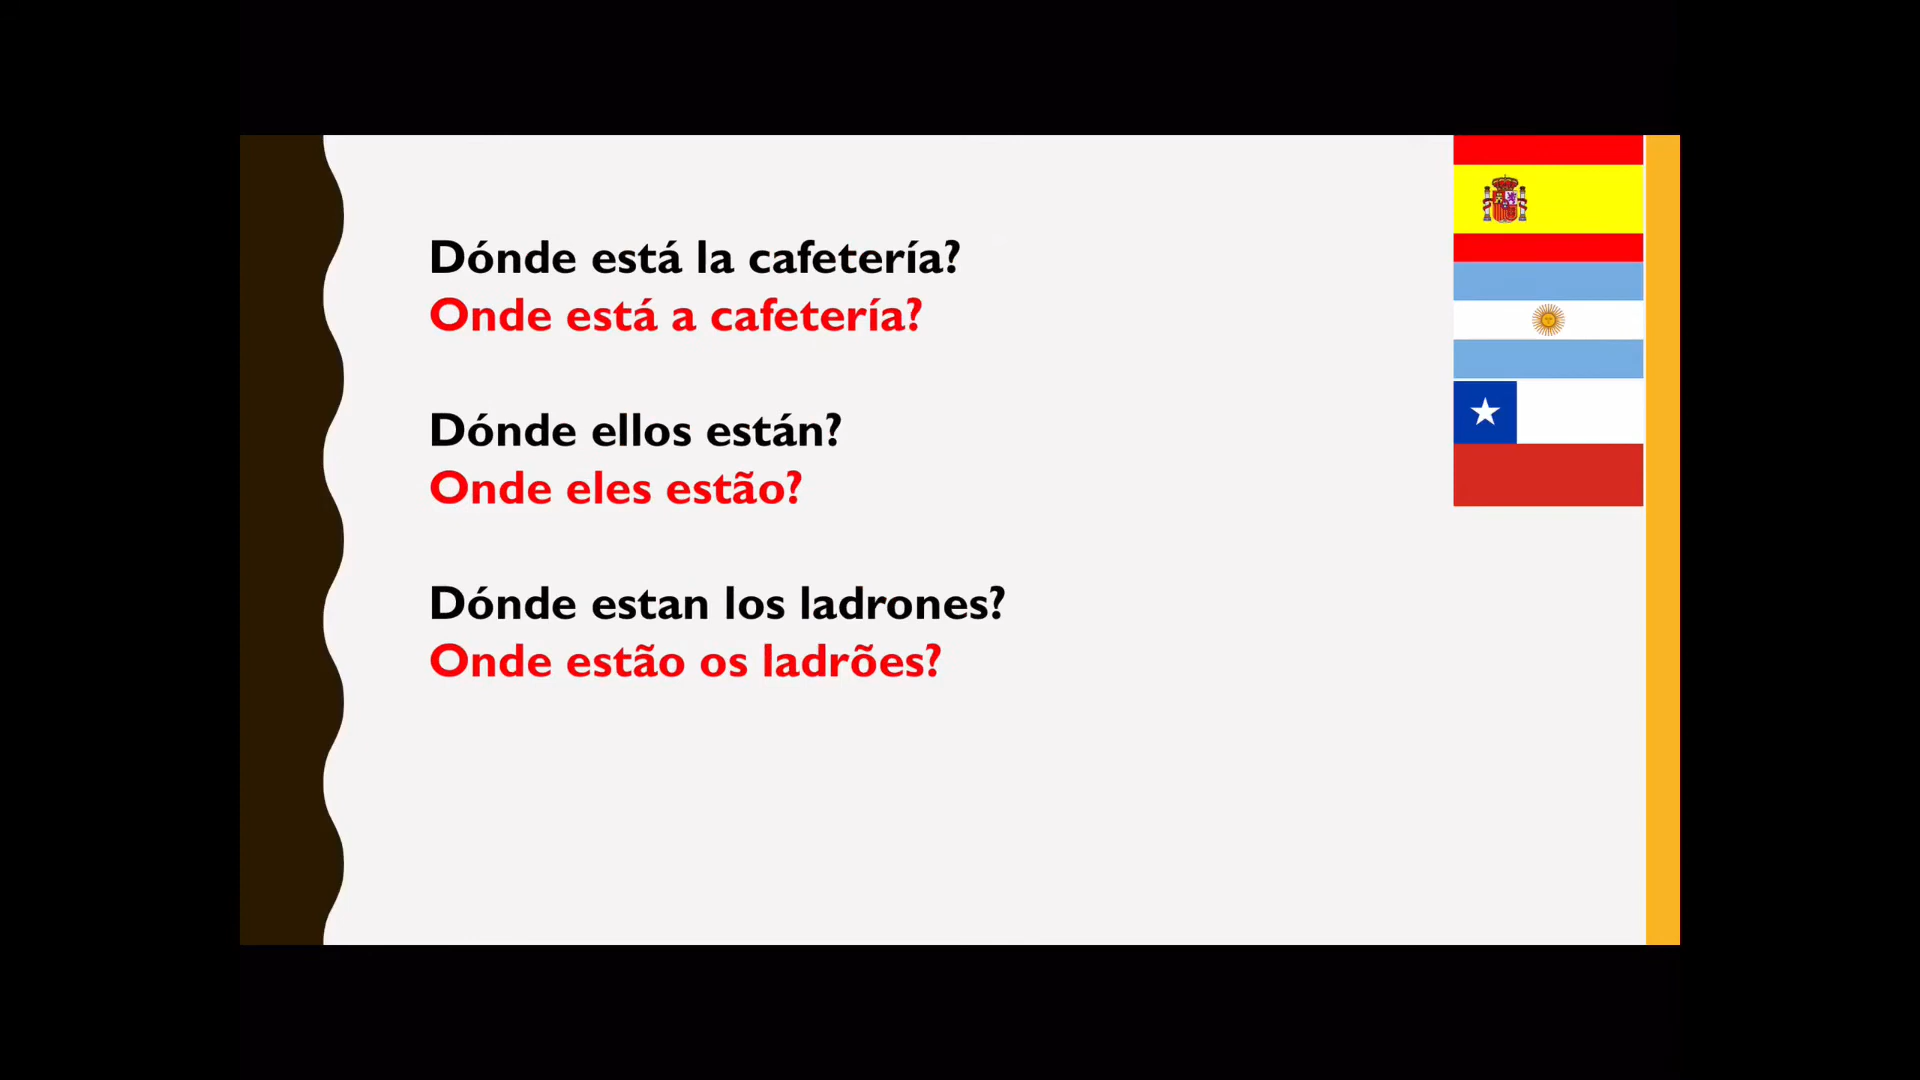 Dónde está la cafetería?
Onde está a cafetería?
Dónde ellos están?
Onde eles estão?
Dónde estan los ladrones?
Onde estão os ladrões?